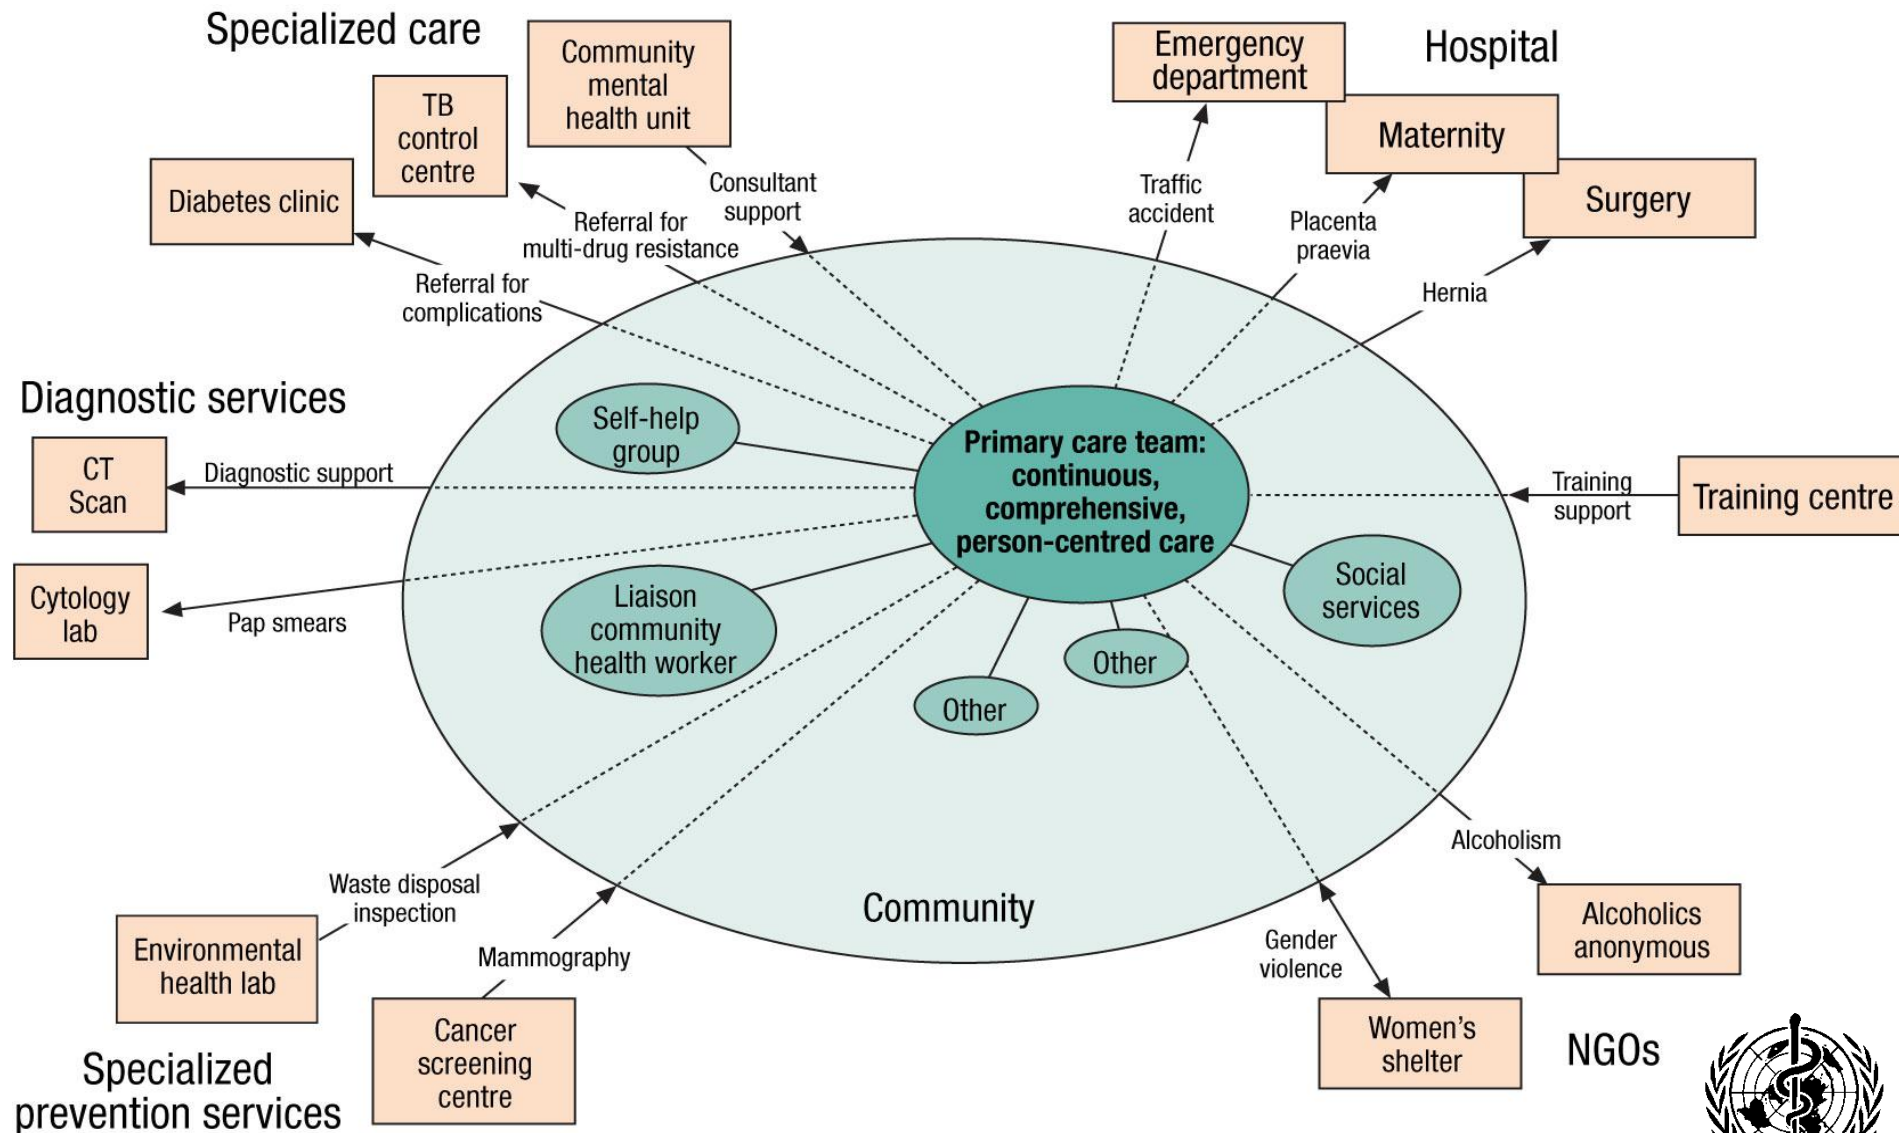 Specialized care
Community
mental
health unit
TB
control
centre
Diabetes clinic
Consultant
support
Referral for
multi-drug resistance
Referral for
complications
Emergency
department
Hospital
Maternity
Surgery
Traffic
accident
Placenta
praevia
Hernia
Diagnostic services
CT
Scan
Diagnostic support
Cytology
lab
Pap smears
Self-help
group
Primary care team:
continuous,
comprehensive,
person-centred care
Training
support
Training centre
Liaison
community
health worker
Social
services
Other
Other
Community
Waste disposal
inspection
Environmental
health lab
Mammography
Cancer
screening
centre
Specialized
prevention services
Alcoholism
Alcoholics
anonymous
Gender
violence
Women's
shelter
NGOs